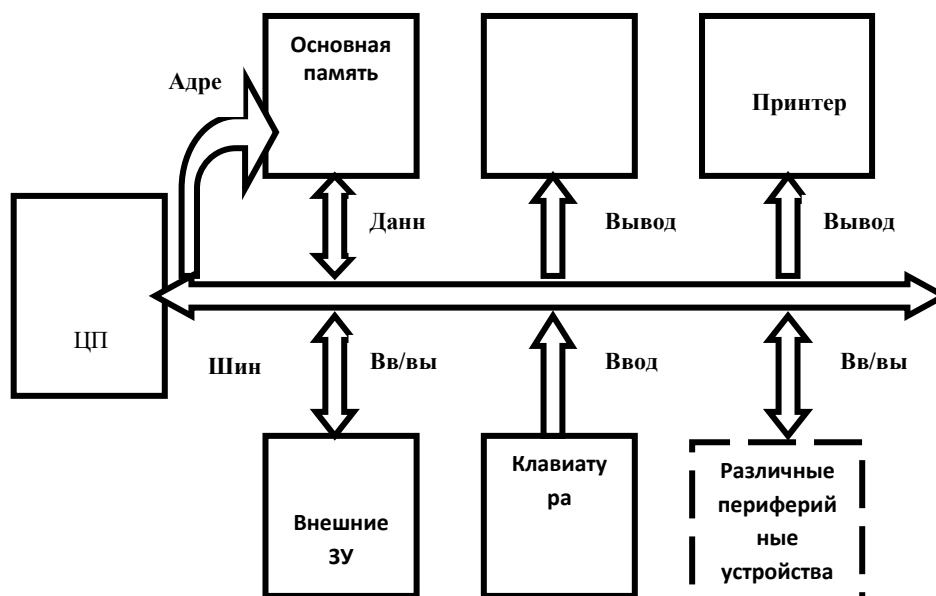 Основная
память
Адре
Принтер
Данн
Вывод
Вывод
ЦП
Шин
Вв/вы
Ввод
Вв/вы
Клавиату
ра
Различные
периферий
ные
устройства
Внешние
ЗУ